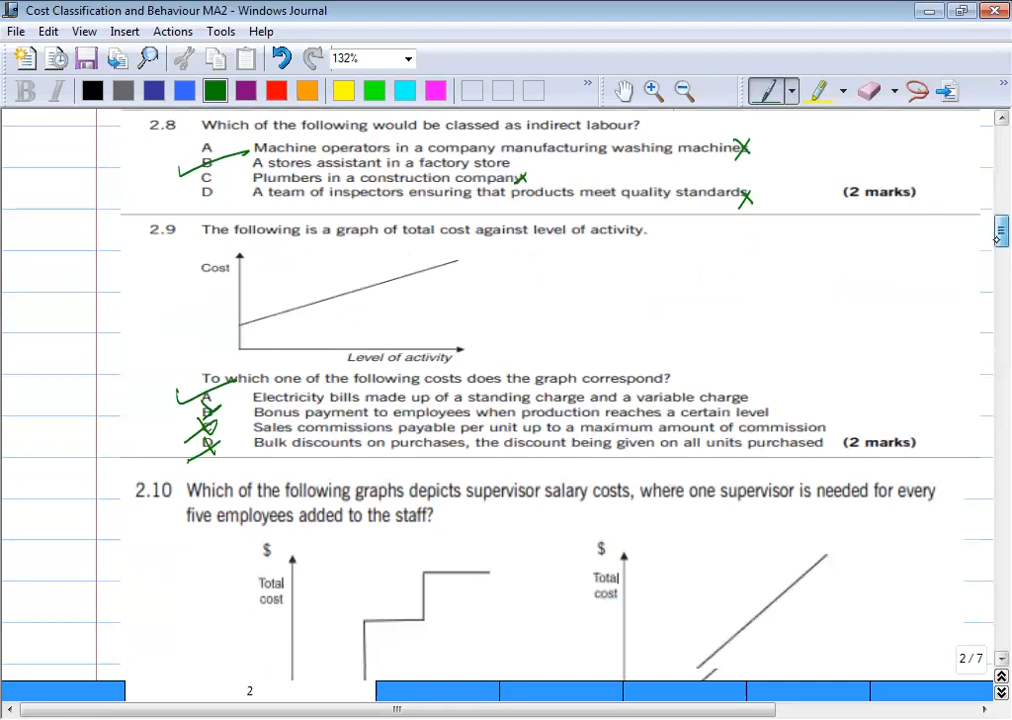 Cost Classification and Behaviour MA2 - Windows Journal
File Edit View Insert Actions Tools Help
132%
B I
2.8 Which of the following would be classed as indirect labour?
A Machine operators in a company manufacturing washing machines
B A stores assistant in a factory store
C Plumbers in a construction company
D A team of inspectors ensuring that products meet quality standards (2 marks)
2.9 The following is a graph of total cost against level of activity.
Cost
Level of activity
To which one of the following costs does the graph correspond?
A Electricity bills made up of a standing charge and a variable charge
B Bonus payment to employees when production reaches a certain level
C Sales commissions payable per unit up to a maximum amount of commission
D Bulk discounts on purchases, the discount being given on all units purchased (2 marks)
2.10 Which of the following graphs depicts supervisor salary costs, where one supervisor is needed for every
five employees added to the staff?
$ $
Total Total
cost cost
2 / 7
2